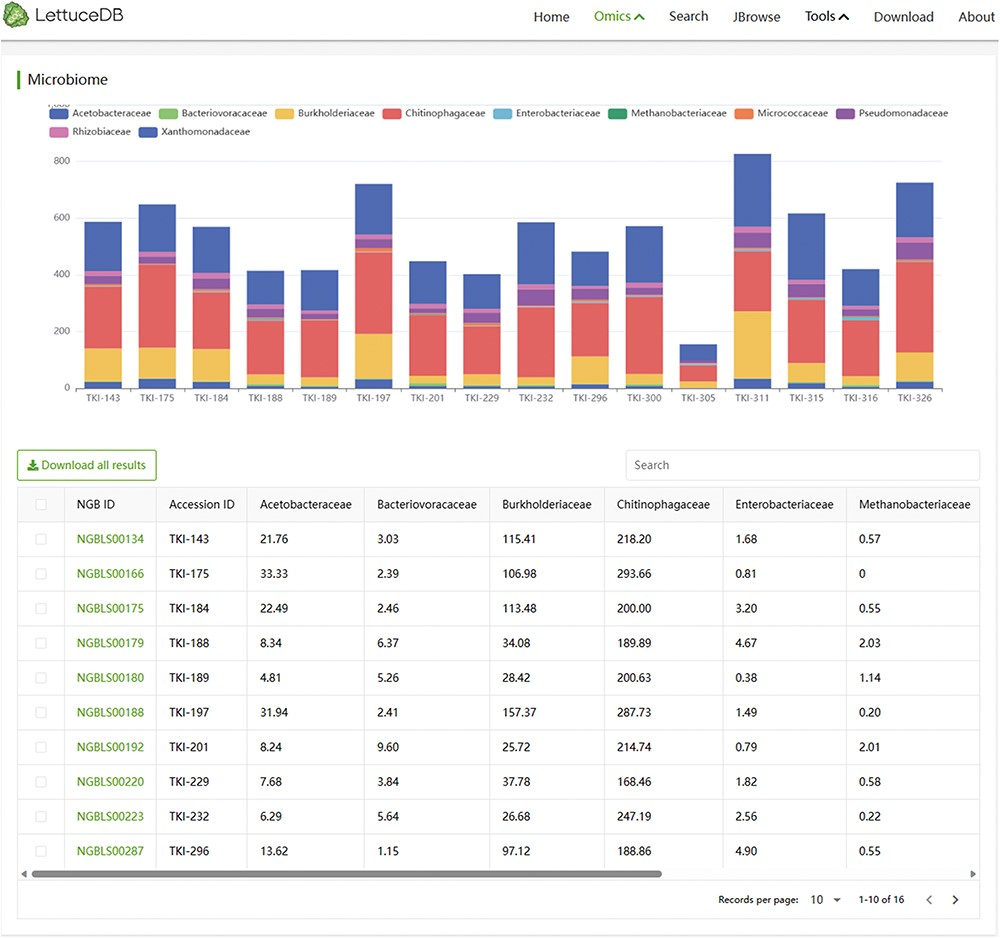 LettuceDB
Home Omics Search JBrowse Tools Download About
Microbiome
1,000
Acetobacteraceae Bacteriovoracaceae Burkholderiaceae Chitinophagaceae Enterobacteriaceae Methanobacteriaceae Micrococcaceae Pseudomonadaceae
Rhizobiaceae Xanthomonadaceae
800
600
400
200
0
TKI-143 TKI-175 TKI-184 TKI-188 TKI-189 TKI-197 TKI-201 TKI-229 TKI-232 TKI-296 TKI-300 TKI-305 TKI-311 TKI-315 TKI-316 TKI-326
Download all results Search
NGB ID Accession ID Acetobacteraceae Bacteriovoracaceae Burkholderiaceae Chitinophagaceae Enterobacteriaceae Methanobacteriaceae
NGBLS00134 TKI-143 21.76 3.03 115.41 218.20 1.68 0.57
NGBLS00166 TKI-175 33.33 2.39 106.98 293.66 0.81 0
NGBLS00175 TKI-184 22.49 2.46 113.48 200.00 3.20 0.55
NGBLS00179 TKI-188 8.34 6.37 34.08 189.89 4.67 2.03
NGBLS00180 TKI-189 4.81 5.26 28.42 200.63 0.38 1.14
NGBLS00188 TKI-197 31.94 2.41 157.37 287.73 1.49 0.20
NGBLS00192 TKI-201 8.24 9.60 25.72 214.74 0.79 2.01
NGBLS00220 TKI-229 7.68 3.84 37.78 168.46 1.82 0.58
NGBLS00223 TKI-232 6.29 5.64 26.68 247.19 2.56 0.22
NGBLS00287 TKI-296 13.62 1.15 97.12 188.86 4.90 0.55
Records per page: 10 1-10 of 16